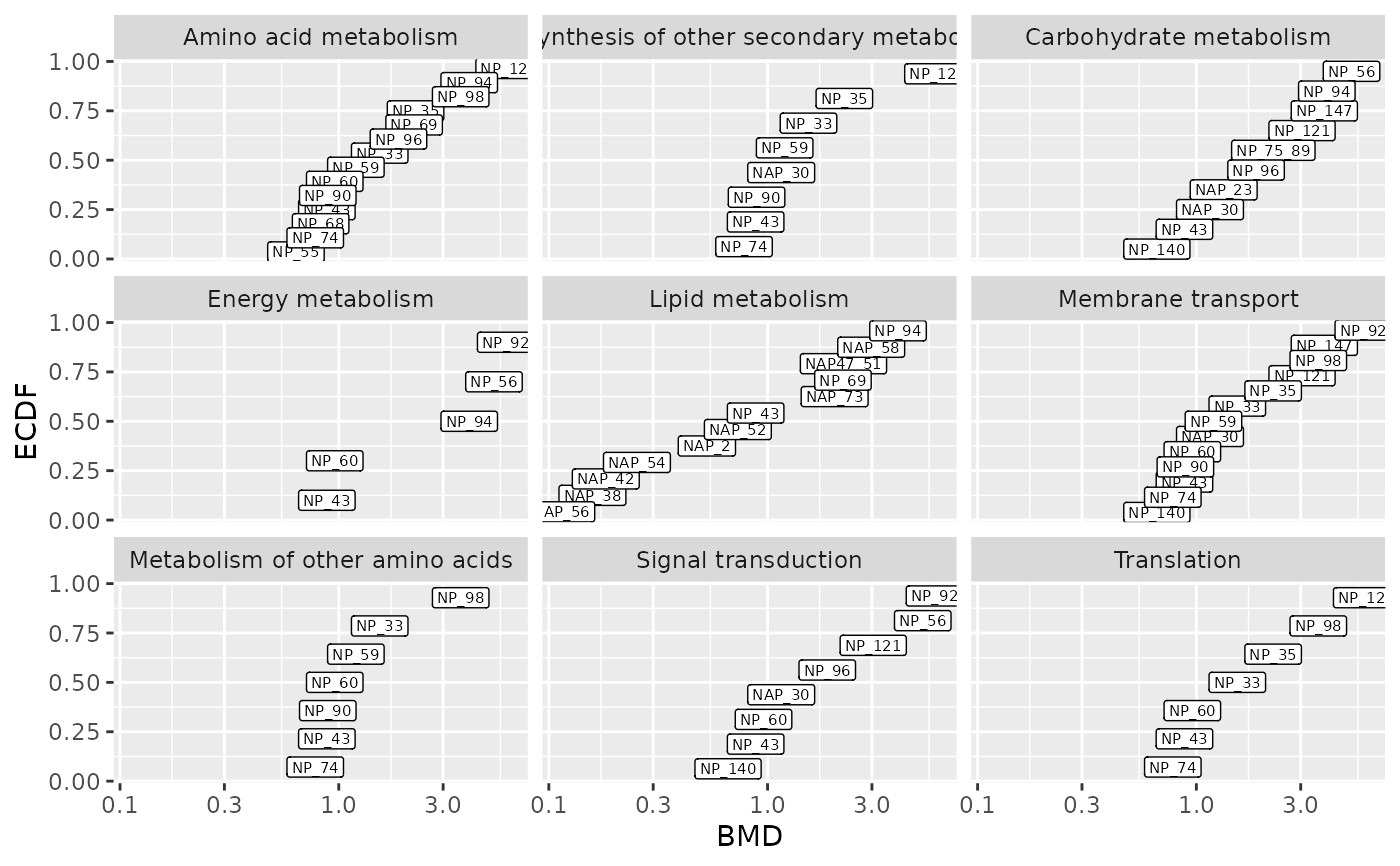 Amino acid metabolism
ynthesis of other secondary metabo
Carbohydrate metabolism
1.00
0.75
0.50
0.25
0.00
NP_12
NP_94
NP_98
NP_35
NP_69
NP_96
NP_33
NP_59
NP_60
NP_90
NP_43
NP_68
NP_74
NP_55
NP_12
NP_35
NP_33
NP_59
NAP_30
NP_90
NP_43
NP_74
NP_56
NP_94
NP_147
NP_121
NP_75_89
NP_96
NAP_23
NAP_30
NP_43
NP_140
Energy metabolism
Lipid metabolism
Membrane transport
1.00
0.75
0.50
0.25
0.00
NP_92
NP_56
NP_94
NP_60
NP_43
NP_94
NAP_58
NAP47_51
NP_69
NAP_73
NP_43
NAP_52
NAP_2
NAP_54
NAP_42
NAP_38
AP_56
NP_92
NP_147
NP_98
NP_121
NP_35
NP_33
NP_59
NAP_30
NP_60
NP_90
NP_43
NP_74
NP_140
Metabolism of other amino acids
Signal transduction
Translation
1.00
0.75
0.50
0.25
0.00
NP_98
NP_33
NP_59
NP_60
NP_90
NP_43
NP_74
NP_92
NP_56
NP_121
NP_96
NAP_30
NP_60
NP_43
NP_140
NP_12
NP_98
NP_35
NP_33
NP_60
NP_43
NP_74
0.1 0.3 1.0 3.0 0.1 0.3 1.0 3.0 0.1 0.3 1.0 3.0
BMD
ECDF